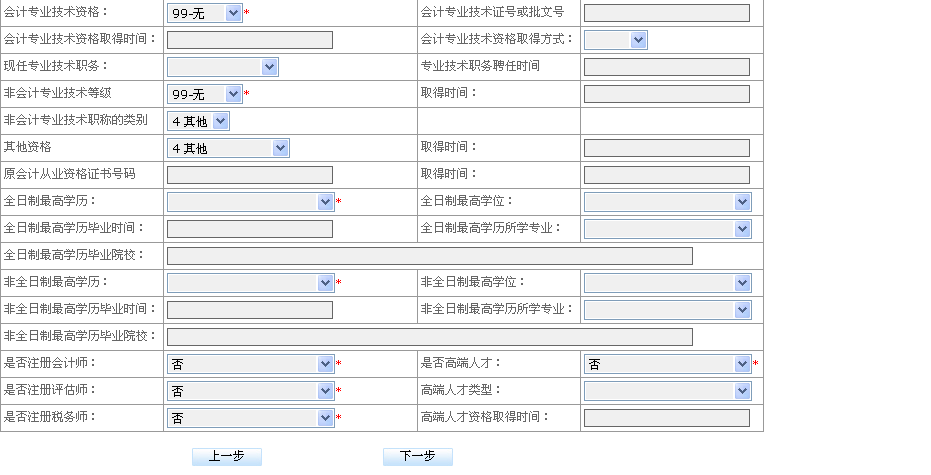 会计专业技术资格： 99-无 * 会计专业技术证号或批文号
会计专业技术资格取得时间： 会计专业技术资格取得方式：
现任专业技术职务： 专业技术职务聘任时间
非会计专业技术等级 99-无 * 取得时间：
非会计专业技术职称的类别 4 其他
其他资格 4 其他 取得时间：
原会计从业资格证书号码 取得时间：
全日制最高学历： * 全日制最高学位：
全日制最高学历毕业时间： 全日制最高学历所学专业：
全日制最高学历毕业院校：
非全日制最高学历： * 非全日制最高学位：
非全日制最高学历毕业时间： 非全日制最高学历所学专业：
非全日制最高学历毕业院校：
是否注册会计师： 否 * 是否高端人才： 否 *
是否注册评估师： 否 * 高端人才类型：
是否注册税务师： 否 * 高端人才资格取得时间：
上一步 下一步